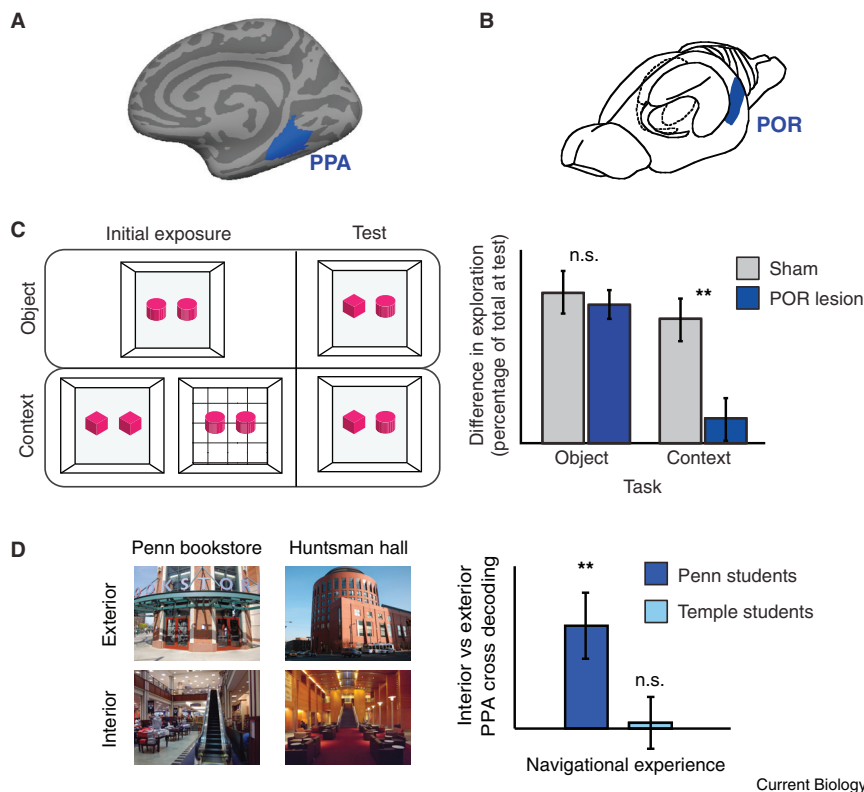 A
PPA
B
POR
C
Initial exposure
Test
Object
Context
Difference in exploration
(percentage of total at test)
n.s.
**
Sham
POR lesion
Object
Context
Task
D
Penn bookstore
Huntsman hall
Exterior
Interior
KSTO
Interior vs exterior
PPA cross decoding
**
n.s.
Penn students
Temple students
Navigational experience
Current Biology